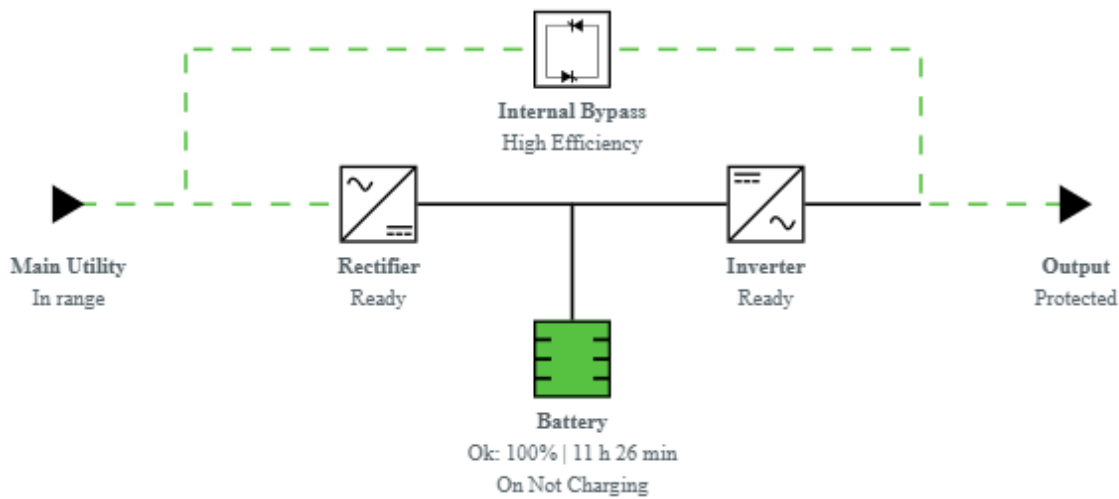 Internal Bypass
High Efficiency
Main Utility
In range
Rectifier
Ready
Inverter
Ready
Output
Protected
Battery
Ok: 100% | 11 h 26 min
On Not Charging